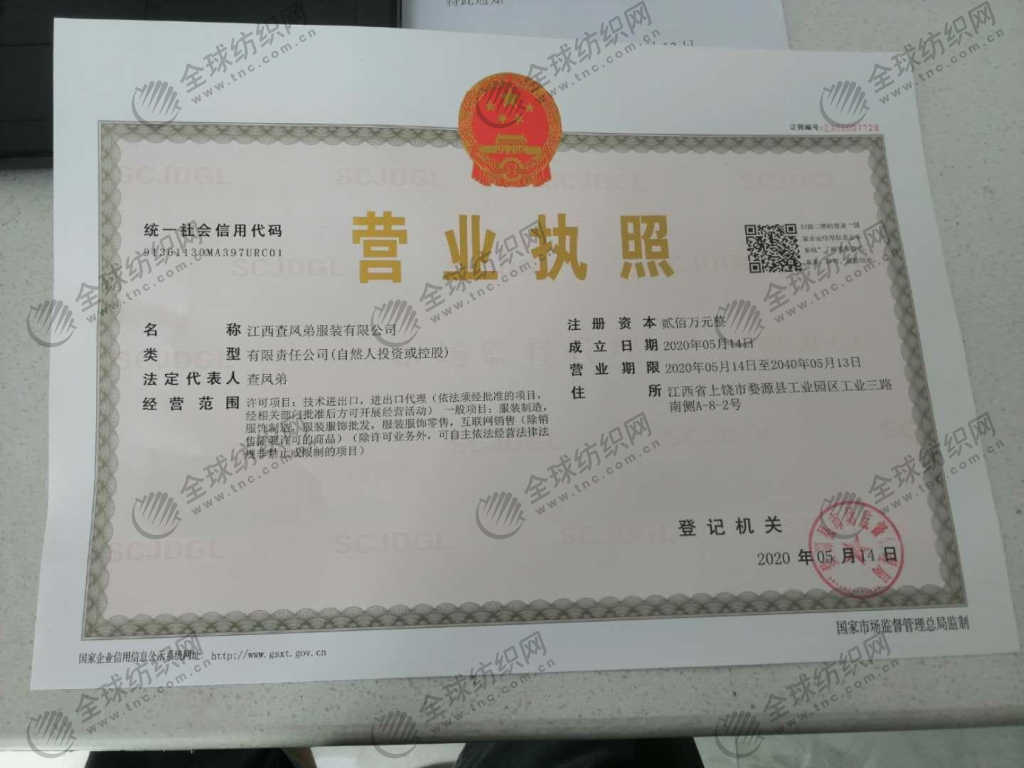 特此通知
证照编号:
统一社会信用代码
营业执照
名称 江西查凤弟服装有限公司
类型 有限责任公司(自然人投资或控股)
法定代表人 查凤弟
经营范围 许可项目:技术进出口,进出口代理(依法须经批准的项目,
经相关部门批准后方可开展经营活动) 一般项目:服装制造,
服饰制造,服装服饰批发,服装服饰零售,互联网销售(除销
售需要许可的商品)(除许可业务外,可自主依法经营法律法
规非禁止或限制的项目)
注册资本 贰佰万元整
成立日期 2020年05月14日
营业期限 2020年05月14日至2040年05月13日
住所 江西省上饶市婺源县工业园区工业三路
南侧A-8-2号
登记机关
2020 年 05 月 14 日
国家企业信用信息公示系统网址: http://www.gsxt.gov.cn
国家市场监督管理总局监制
SCJDGL
全球纺织网
www.tnc.com.cn